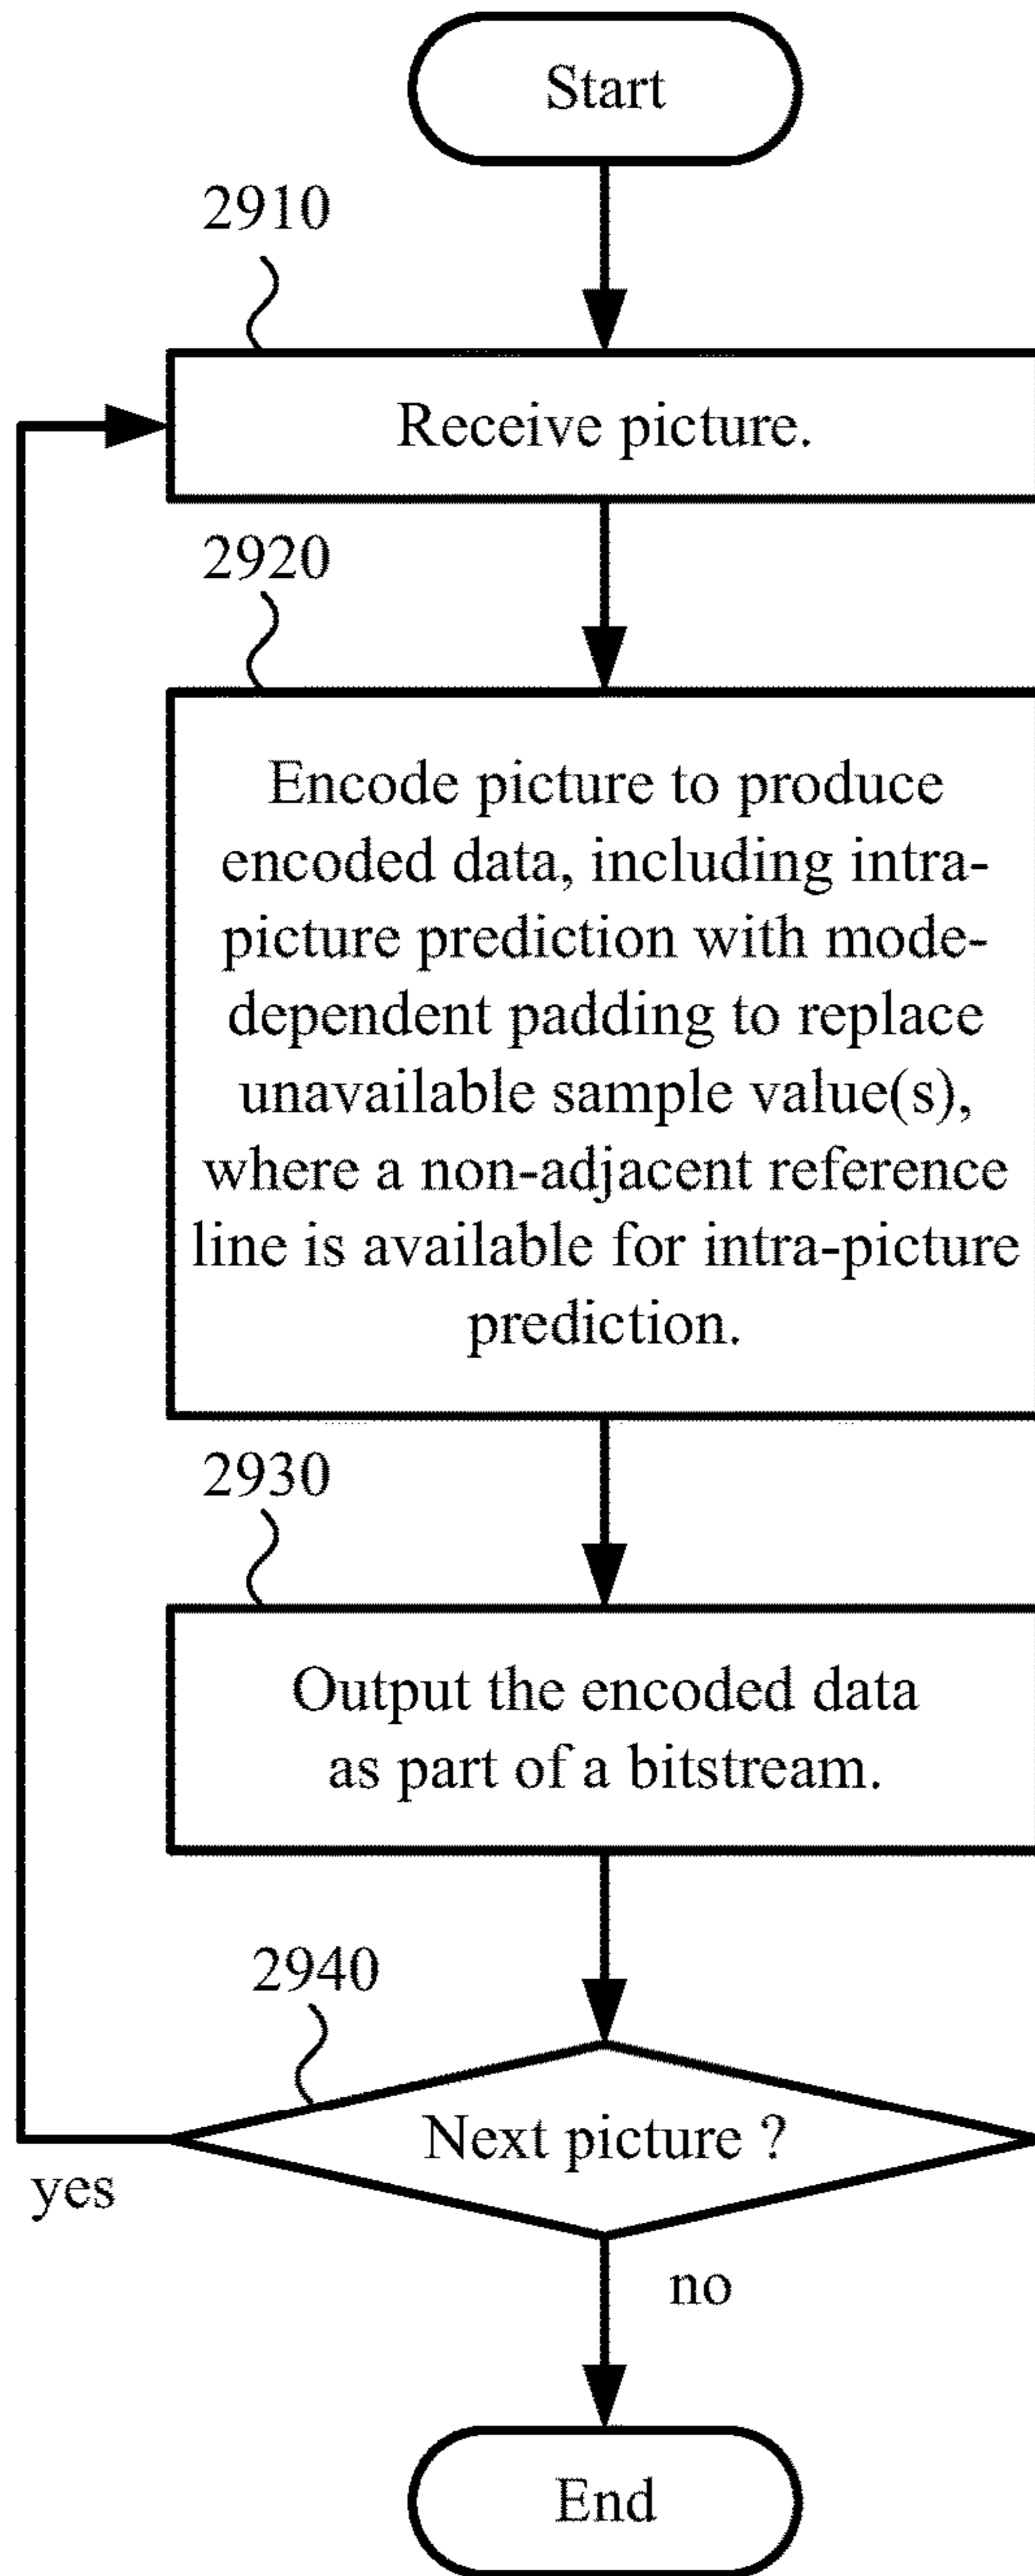 Start
2910
Receive picture.
2920
Encode picture to produce
encoded data, including intra-
picture prediction with mode-
dependent padding to replace
unavailable sample value(s),
where a non-adjacent reference
line is available for intra-picture
prediction.
2930
Output the encoded data
as part of a bitstream.
2940
Next picture ?
yes
no
End